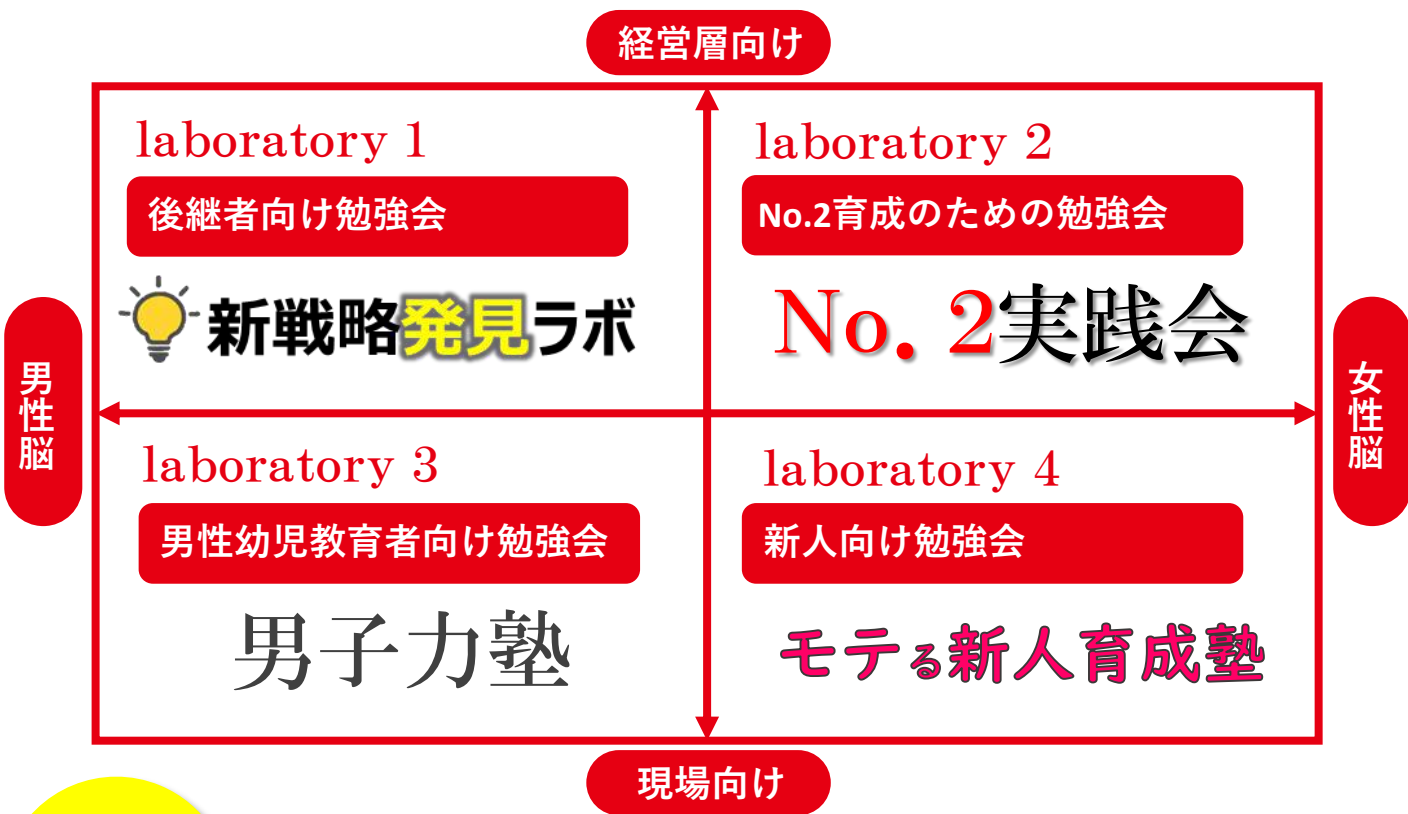 経営層向け
laboratory 1
後継者向け勉強会
新戦略発見ラボ
laboratory 2
No.2育成のための勉強会
No. 2実践会
男性脳
女性脳
laboratory 3
男性幼児教育者向け勉強会
男子力塾
laboratory 4
新人向け勉強会
モテる新人育成塾
現場向け